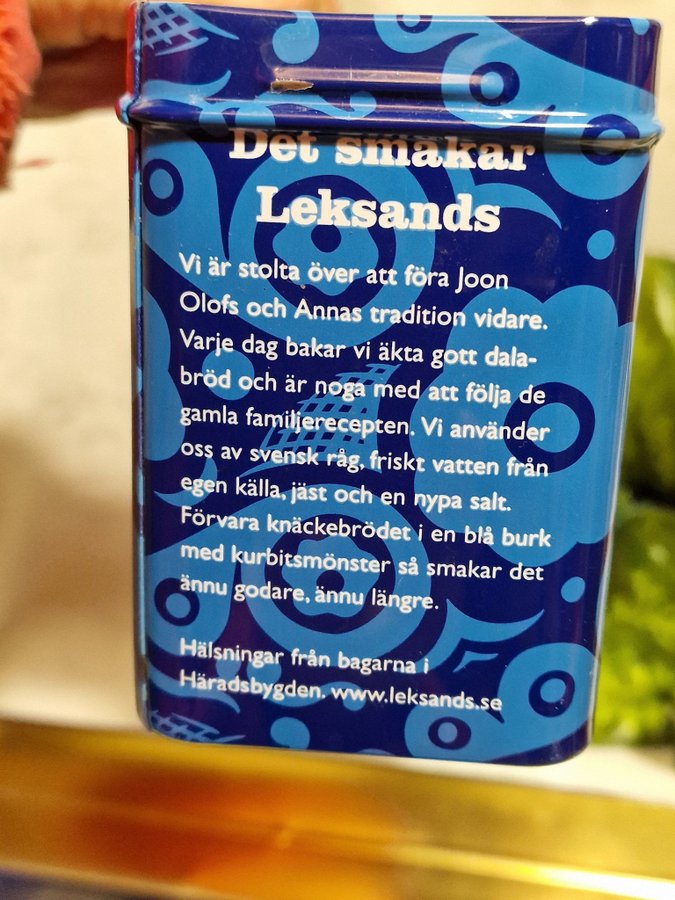 Det smakar
Leksands
Vi är stolta över att föra Joon
Olofs och Annas tradition vidare.
Varje dag bakar vi äkta gott dala-
bröd och är noga med att följa de
gamla familjerecepten. Vi använder
oss av svensk råg, friskt vatten från
egen källa, jäst och en nypa salt.
Förvara knäckebrödet i en blå burk
med kurbitsmönster så smakar det
ännu godare, ännu längre.
Hälsningar från bagarna i
Häradsbygden. www.leksands.se